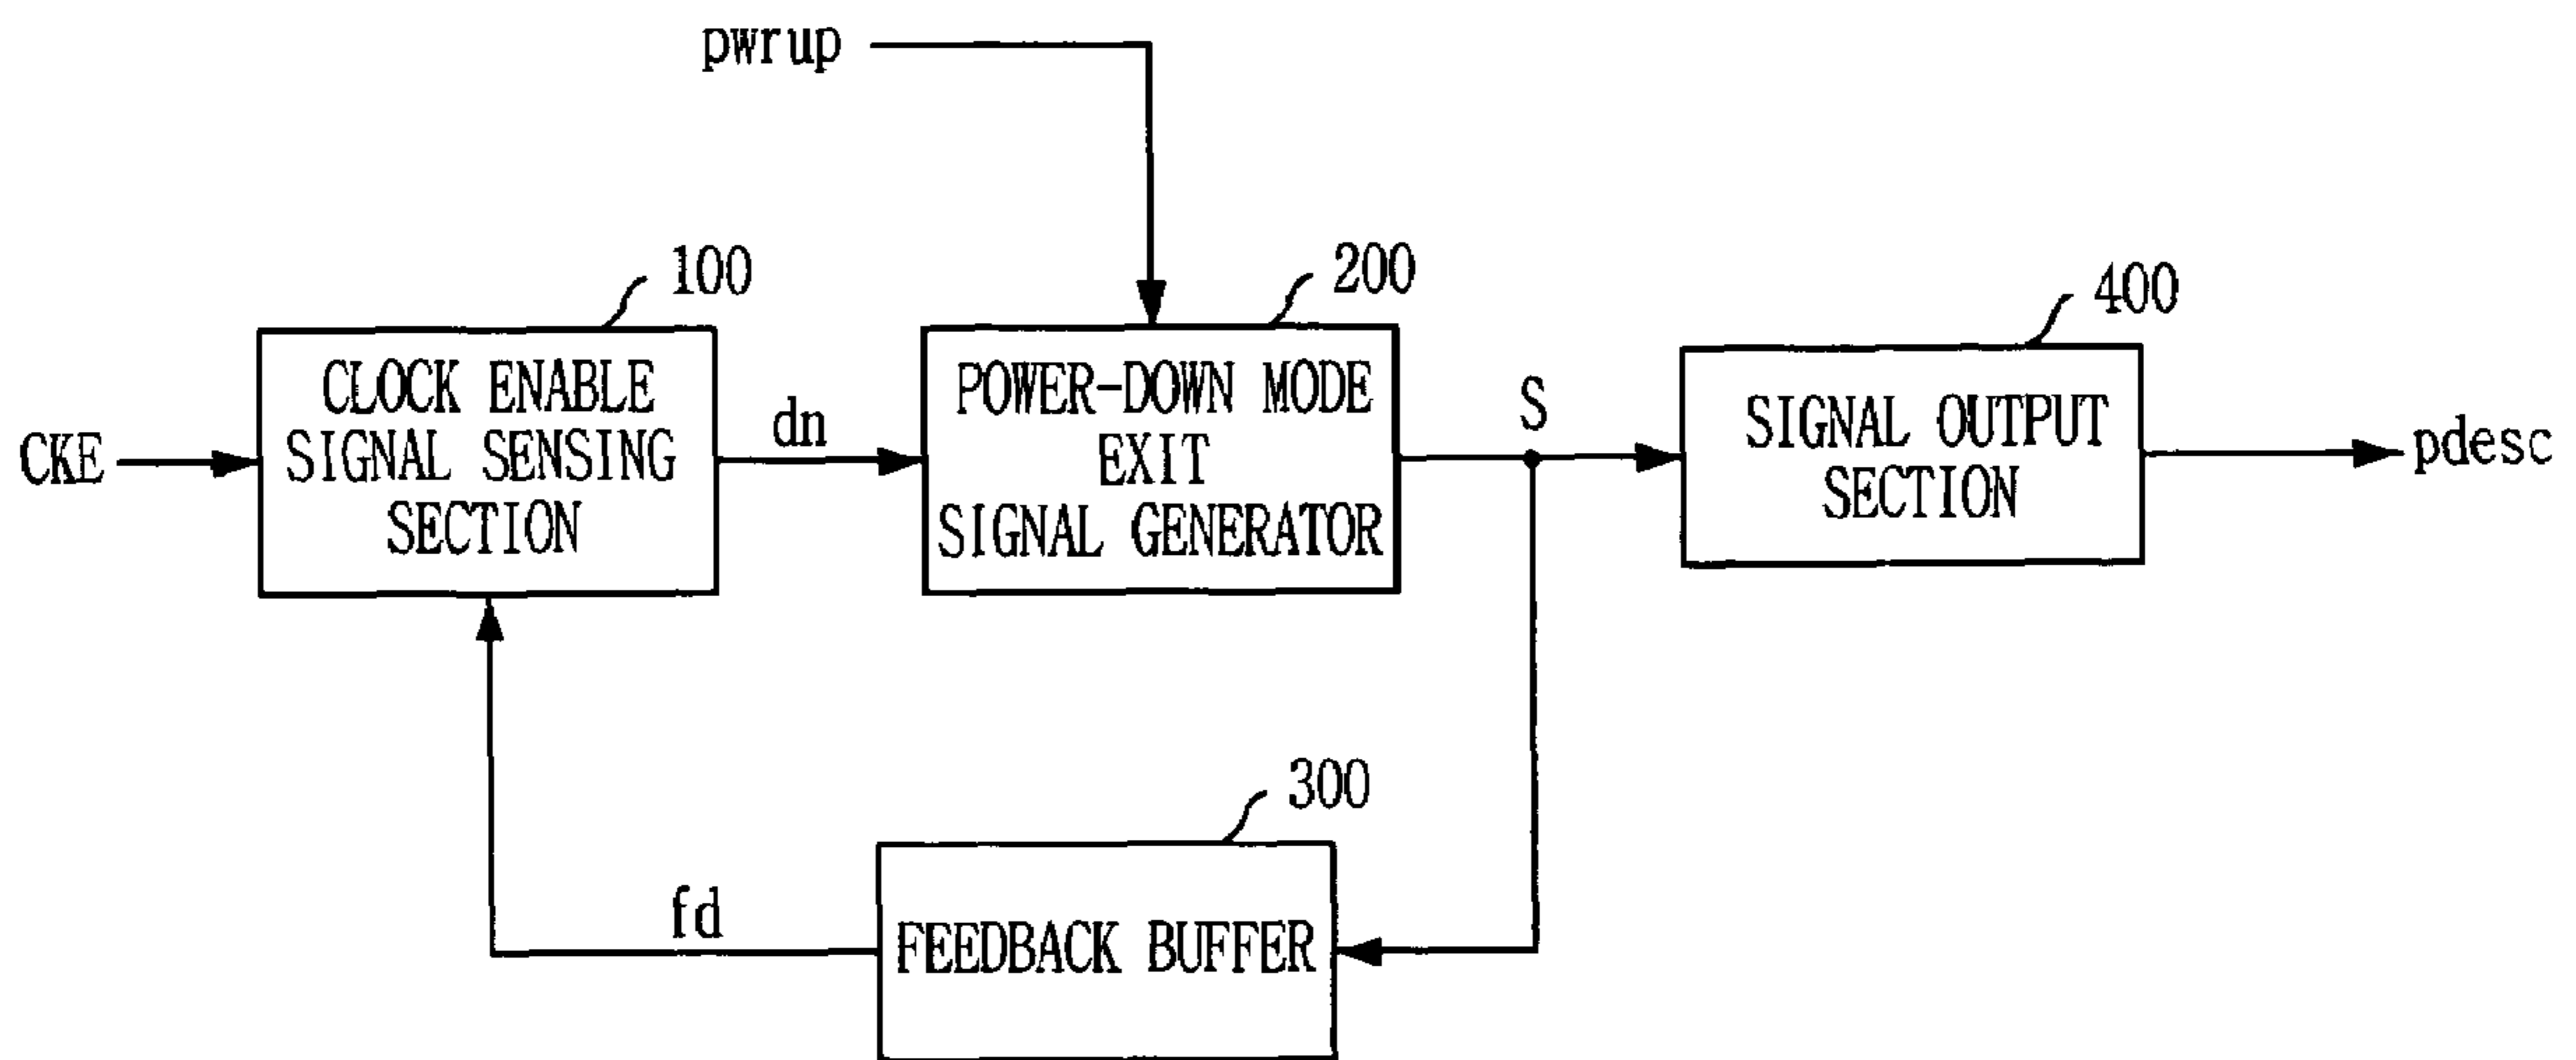 pwrup
100
200
400
CKE
CLOCK ENABLE
SIGNAL SENSING
SECTION
dn
POWER-DOWN MODE
EXIT
SIGNAL GENERATOR
S
SIGNAL OUTPUT
SECTION
pdesc
300
fd
FEEDBACK BUFFER